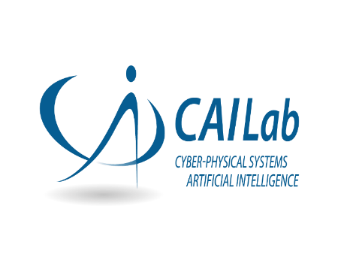 CAILab
CYBER-PHYSICAL SYSTEMS
ARTIFICIAL INTELLIGENCE